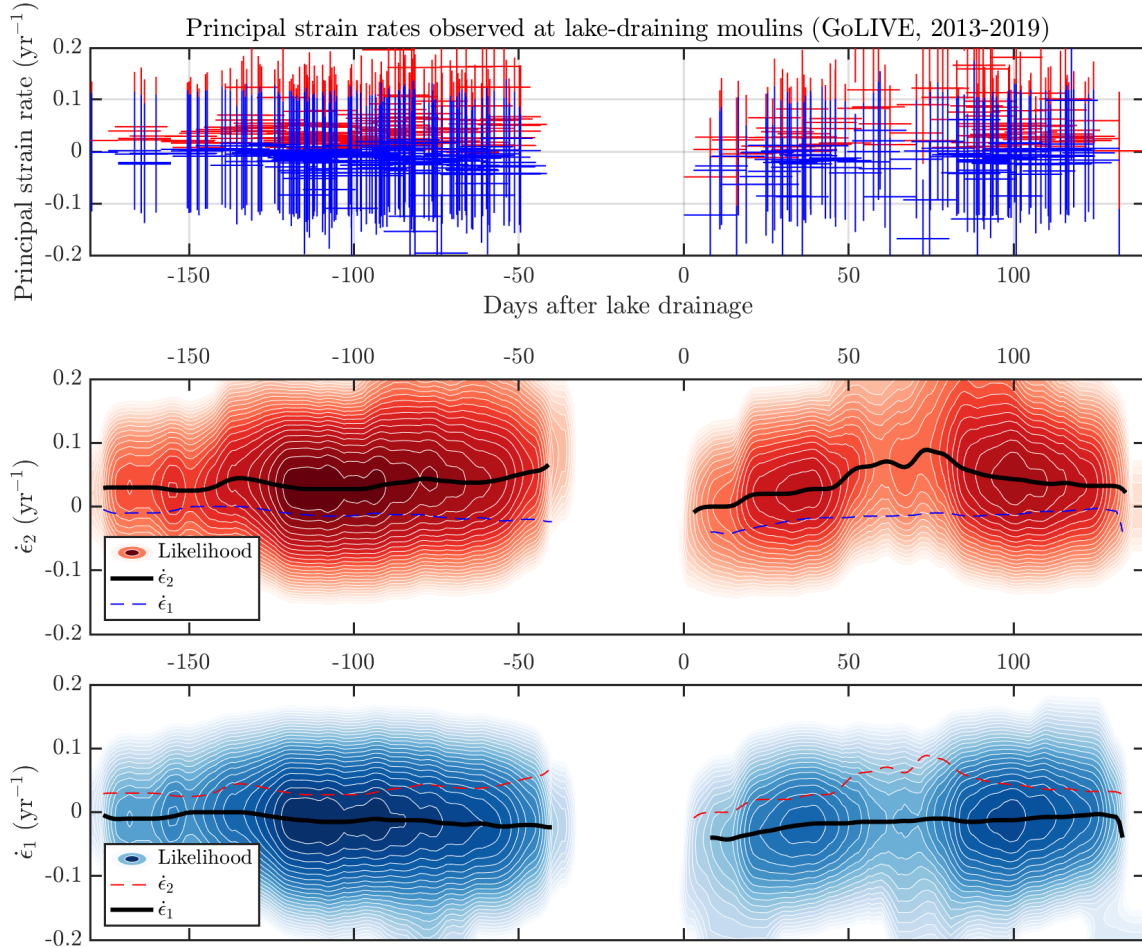 Principal strain rates observed at lake-draining moulins (GoLIVE, 2013-2019)
Principal strain rate (yr⁻¹)
0.2
0.1
0
-0.1
-0.2
-150 -100 -50 0 50 100
Days after lake drainage
-150 -100 -50 0 50 100
ϵ̇₂ (yr⁻¹)
0.2
0.1
0
-0.1
-0.2
Likelihood
ϵ̇₂
ϵ̇₁
-150 -100 -50 0 50 100
ϵ̇₁ (yr⁻¹)
0.2
0.1
0
-0.1
-0.2
Likelihood
ϵ̇₂
ϵ̇₁